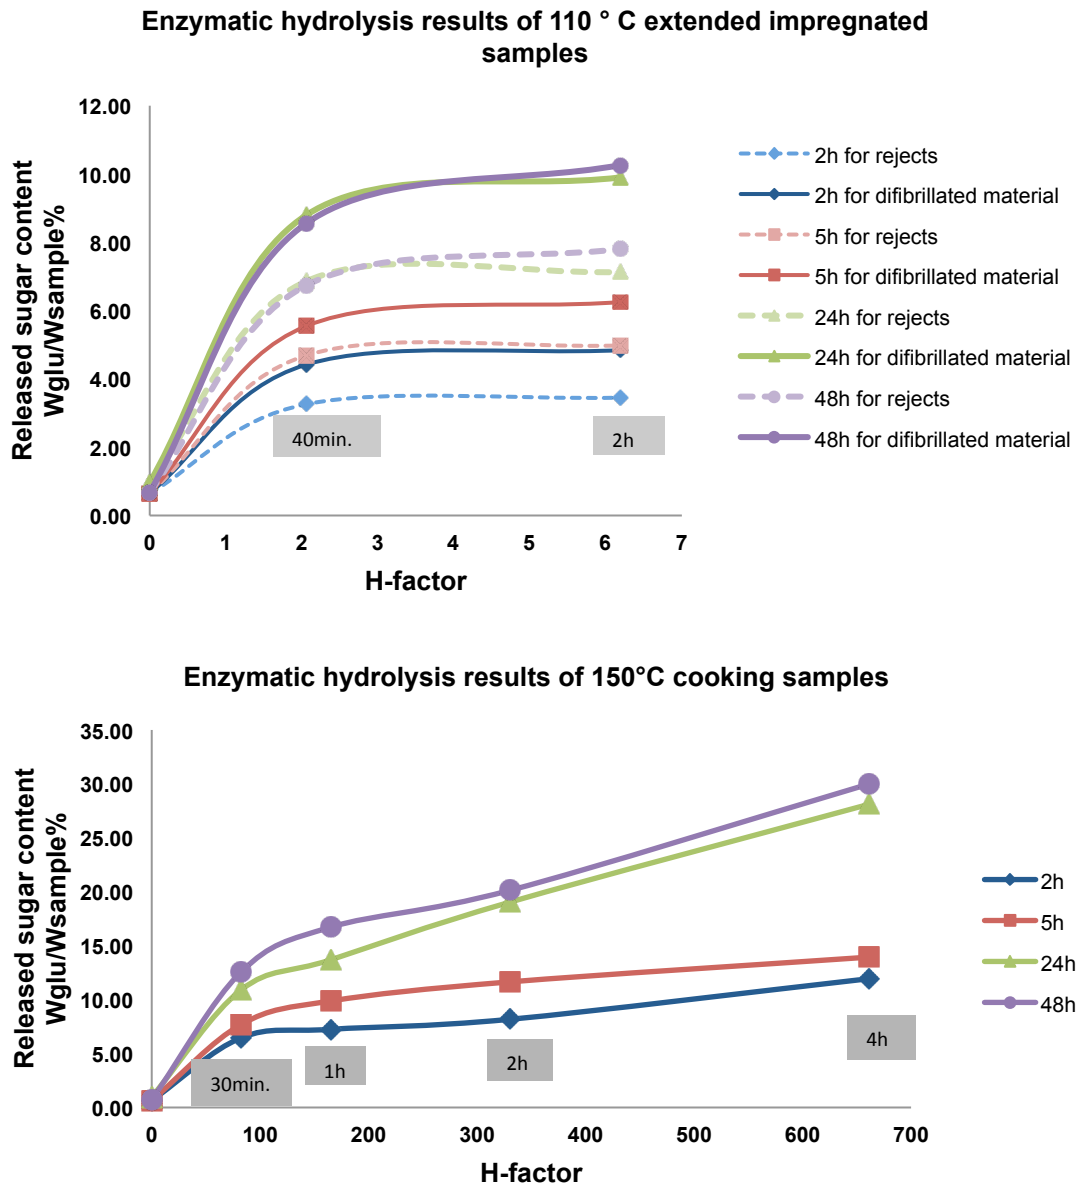 Enzymatic hydrolysis results of 110 ° C extended impregnated
samples
Released sugar content
Wglu/Wsample%
12.00
10.00
8.00
6.00
4.00
2.00
0.00
0 1 2 3 4 5 6 7
H-factor
40min.
2h
2h for rejects
2h for difibrillated material
5h for rejects
5h for difibrillated material
24h for rejects
24h for difibrillated material
48h for rejects
48h for difibrillated material
Enzymatic hydrolysis results of 150°C cooking samples
Released sugar content
Wglu/Wsample%
35.00
30.00
25.00
20.00
15.00
10.00
5.00
0.00
0 100 200 300 400 500 600 700
H-factor
30min.
1h
2h
4h
2h
5h
24h
48h